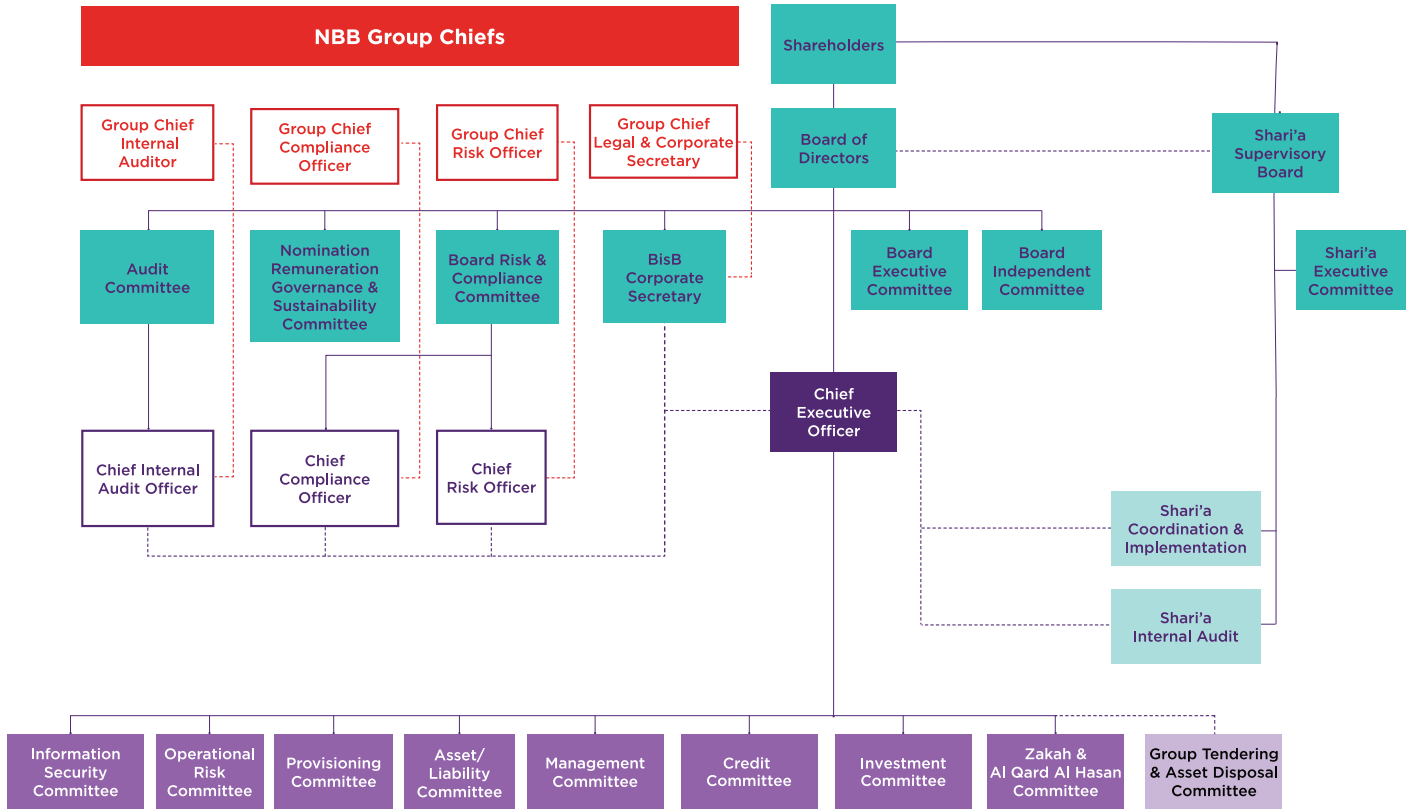 NBB Group Chiefs
Shareholders
Group Chief
Internal
Auditor
Group Chief
Compliance
Officer
Group Chief
Risk Officer
Group Chief
Legal & Corporate
Secretary
Board of
Directors
Shari’a
Supervisory
Board
Audit
Committee
Nomination
Remuneration
Governance &
Sustainability
Committee
Board Risk &
Compliance
Committee
BisB
Corporate
Secretary
Board
Executive
Committee
Board
Independent
Committee
Shari’a
Executive
Committee
Chief
Executive
Officer
Chief Internal
Audit Officer
Chief
Compliance
Officer
Chief
Risk Officer
Shari’a
Coordination &
Implementation
Shari’a
Internal Audit
Information
Security
Committee
Operational
Risk
Committee
Provisioning
Committee
Asset/
Liability
Committee
Management
Committee
Credit
Committee
Investment
Committee
Zakah &
Al Qard Al Hasan
Committee
Group Tendering
& Asset Disposal
Committee